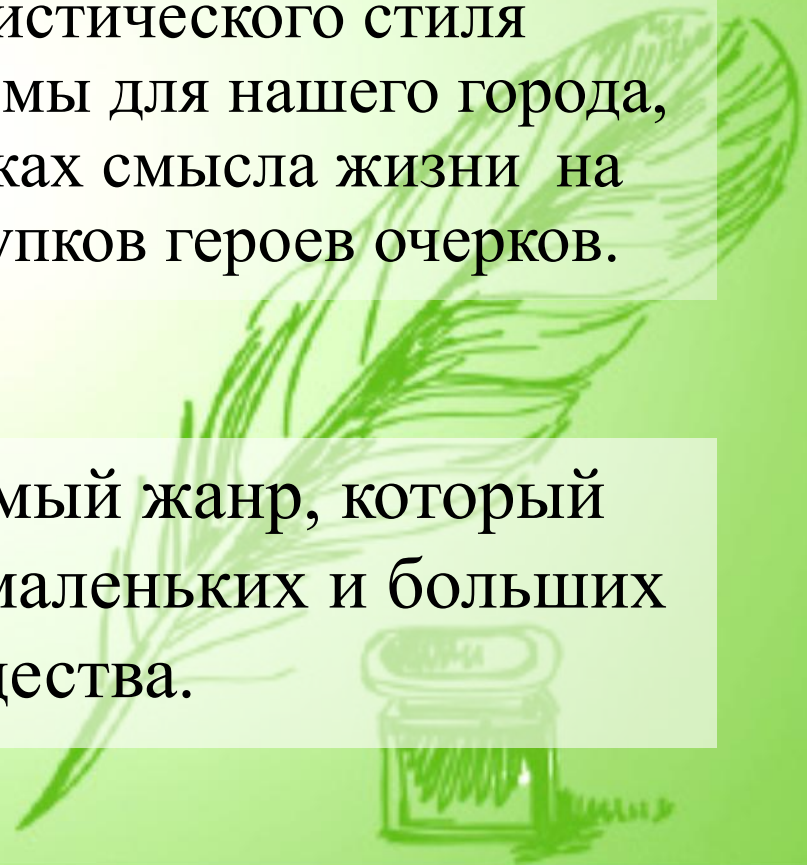 истического стиля
мы для нашего города,
ках смысла жизни на
упков героев очерков.
мый жанр, который
маленьких и больших
щества.